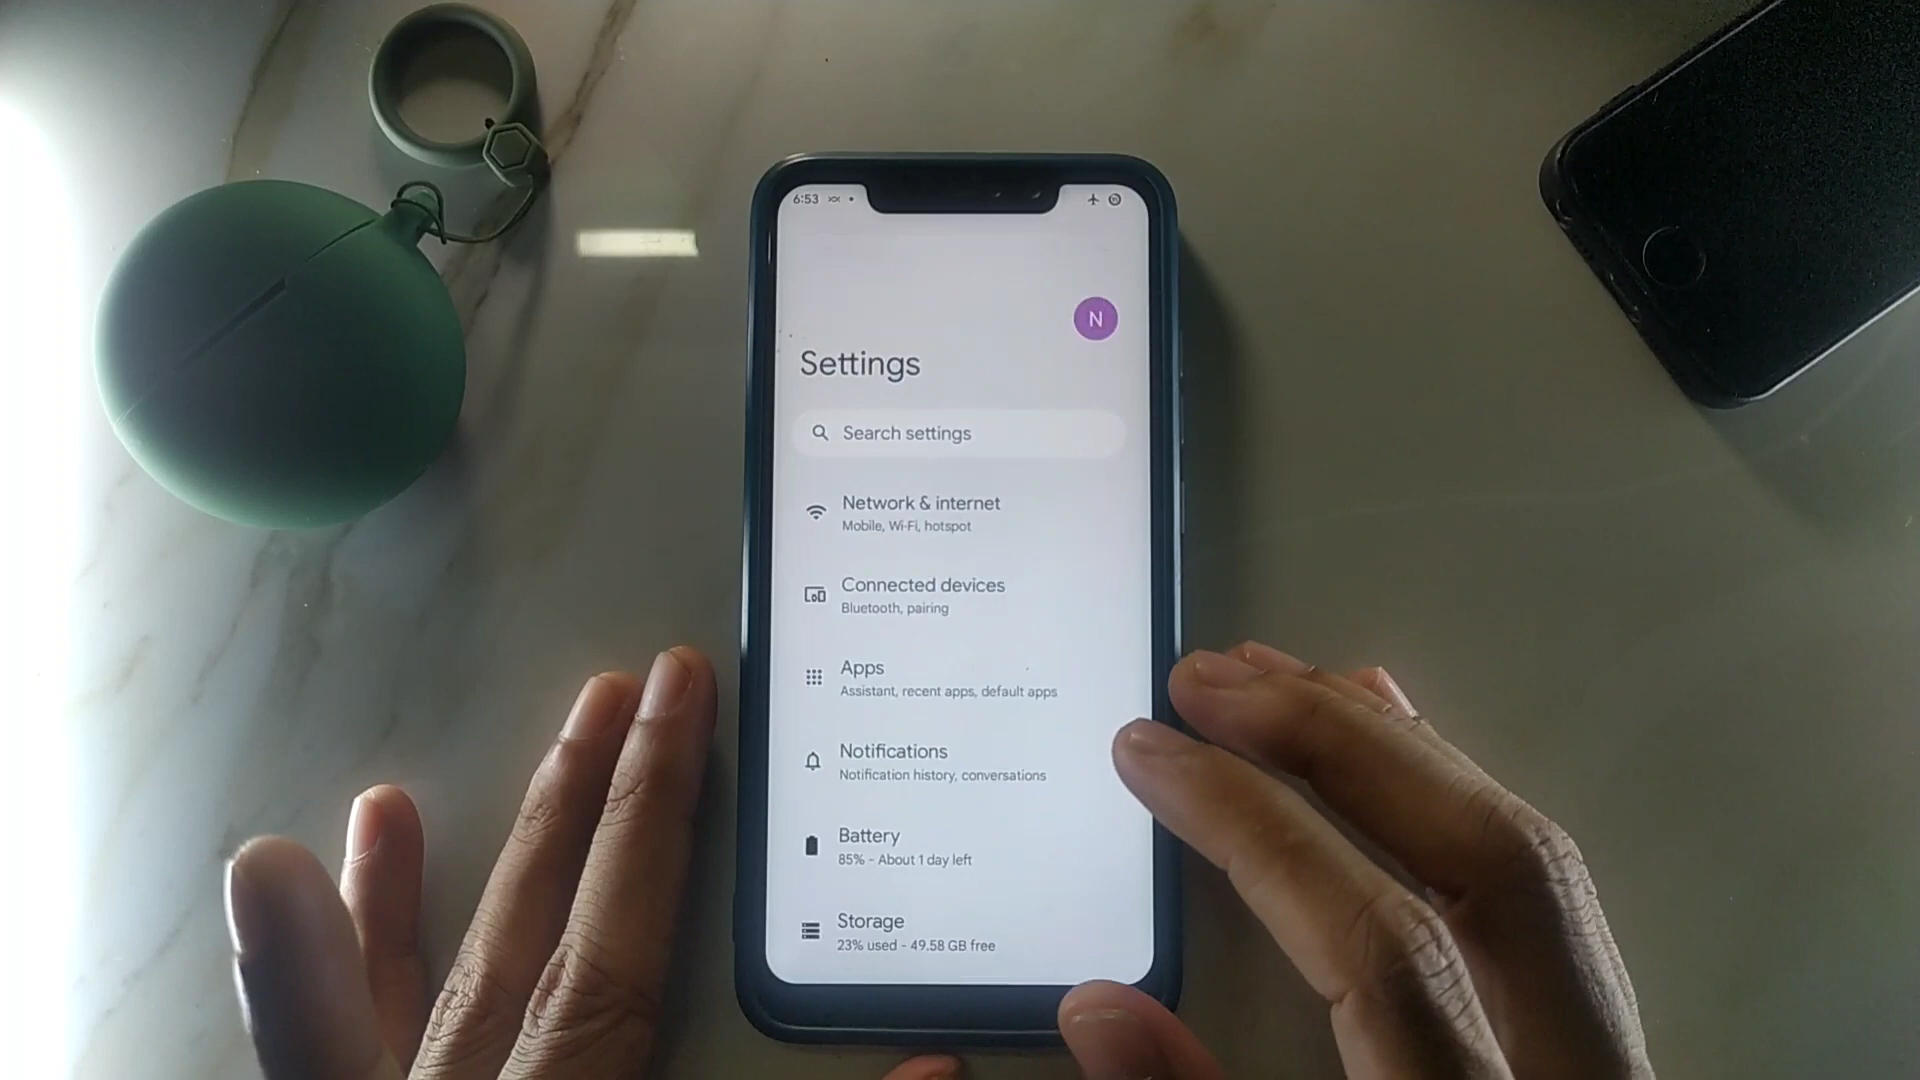 6:53
N
Settings
Search settings
Network & internet
Mobile, Wi-Fi, hotspot
Connected devices
Bluetooth, pairing
Apps
Assistant, recent apps, default apps
Notifications
Notification history, conversations
Battery
85% - About 1 day left
Storage
23% used - 49.58 GB free